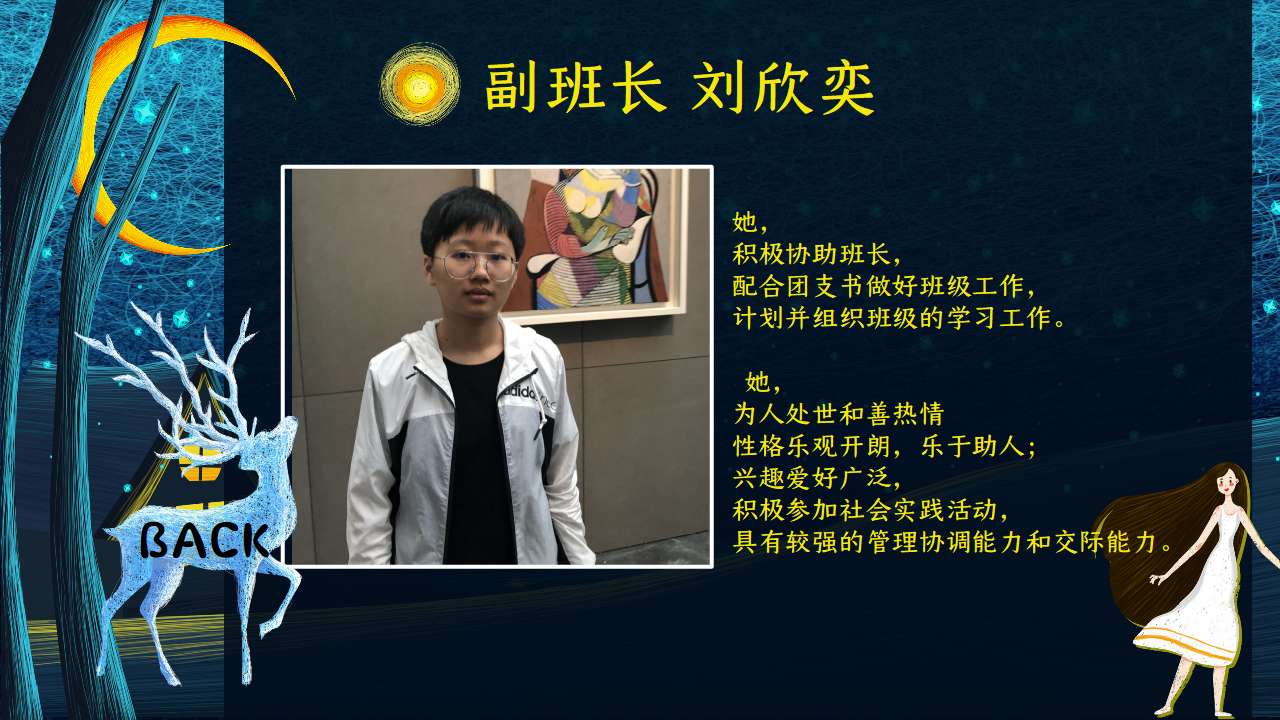 副班长 刘欣奕
她，
积极协助班长，
配合团支书做好班级工作，
计划并组织班级的学习工作。
她，
为人处世和善热情
性格乐观开朗，乐于助人；
兴趣爱好广泛，
积极参加社会实践活动，
具有较强的管理协调能力和交际能力。
BACK